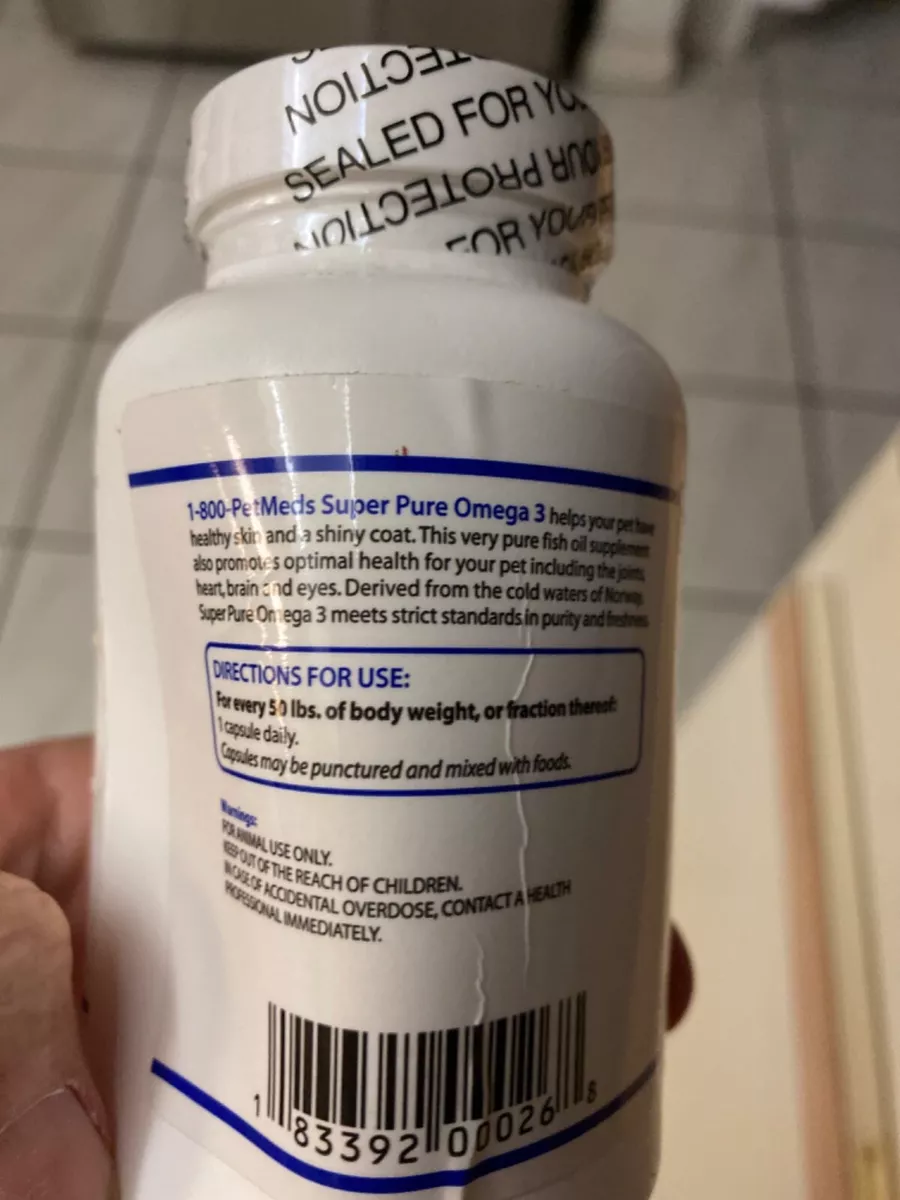 PROTECTION
SEALED FOR YO
YOUR PROTECTION
FOR YOUR P
1-800-PetMeds Super Pure Omega 3 helps your pet have
healthy skin and a shiny coat. This very pure fish oil supplement
also promotes optimal health for your pet including the joints,
heart, brain and eyes. Derived from the cold waters of Norway,
Super Pure Omega 3 meets strict standards in purity and freshness.
DIRECTIONS FOR USE:
For every 50 lbs. of body weight, or fraction thereof:
1 capsule daily.
Capsules may be punctured and mixed with foods.
Warnings:
FOR ANIMAL USE ONLY.
KEEP OUT OF THE REACH OF CHILDREN.
IN CASE OF ACCIDENTAL OVERDOSE, CONTACT A HEALTH
PROFESSIONAL IMMEDIATELY.
1 83392 00026 8